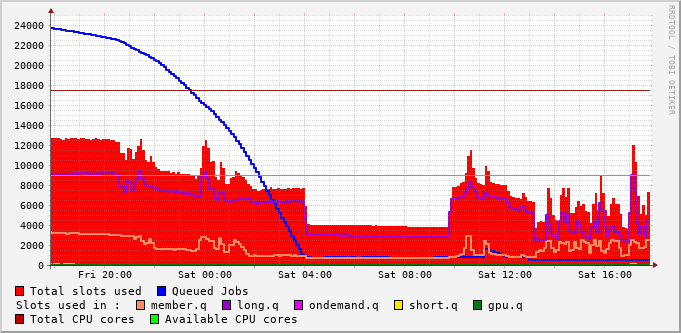 RRDTOOL / TOBI OETIKER
24000
22000
20000
18000
16000
14000
12000
10000
8000
6000
4000
2000
0
Fri 20:00 Sat 00:00 Sat 04:00 Sat 08:00 Sat 12:00 Sat 16:00
Total slots used Queued Jobs
Slots used in : member.q long.q ondemand.q short.q gpu.q
Total CPU cores Available CPU cores